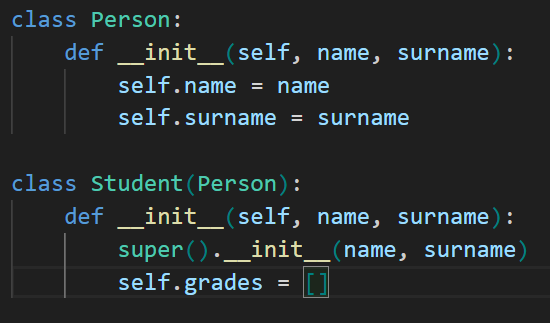 class Person:
    def __init__(self, name, surname):
        self.name = name
        self.surname = surname
class Student(Person):
    def __init__(self, name, surname):
        super().__init__(name, surname)
        self.grades = []